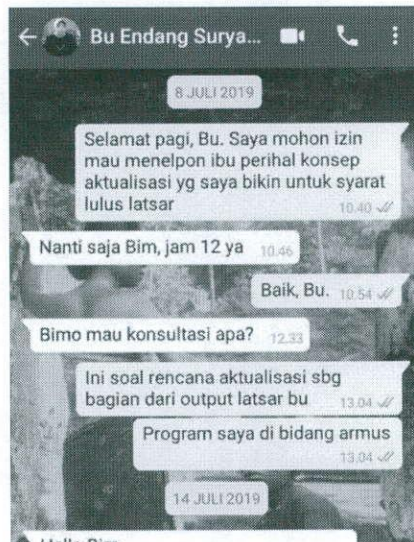 Bu Endang Surya...
8 JULI 2019
Selamat pagi, Bu. Saya mohon izin
mau menelpon ibu perihal konsep
aktualisasi yg saya bikin untuk syarat
lulus latsar
10.40
Nanti saja Bim, jam 12 ya 10.46
Baik, Bu. 10.54
Bimo mau konsultasi apa? 12.33
Ini soal rencana aktualisasi sbg
bagian dari output latsar bu 13.04
Program saya di bidang armus
13.04
14 JULI 2019